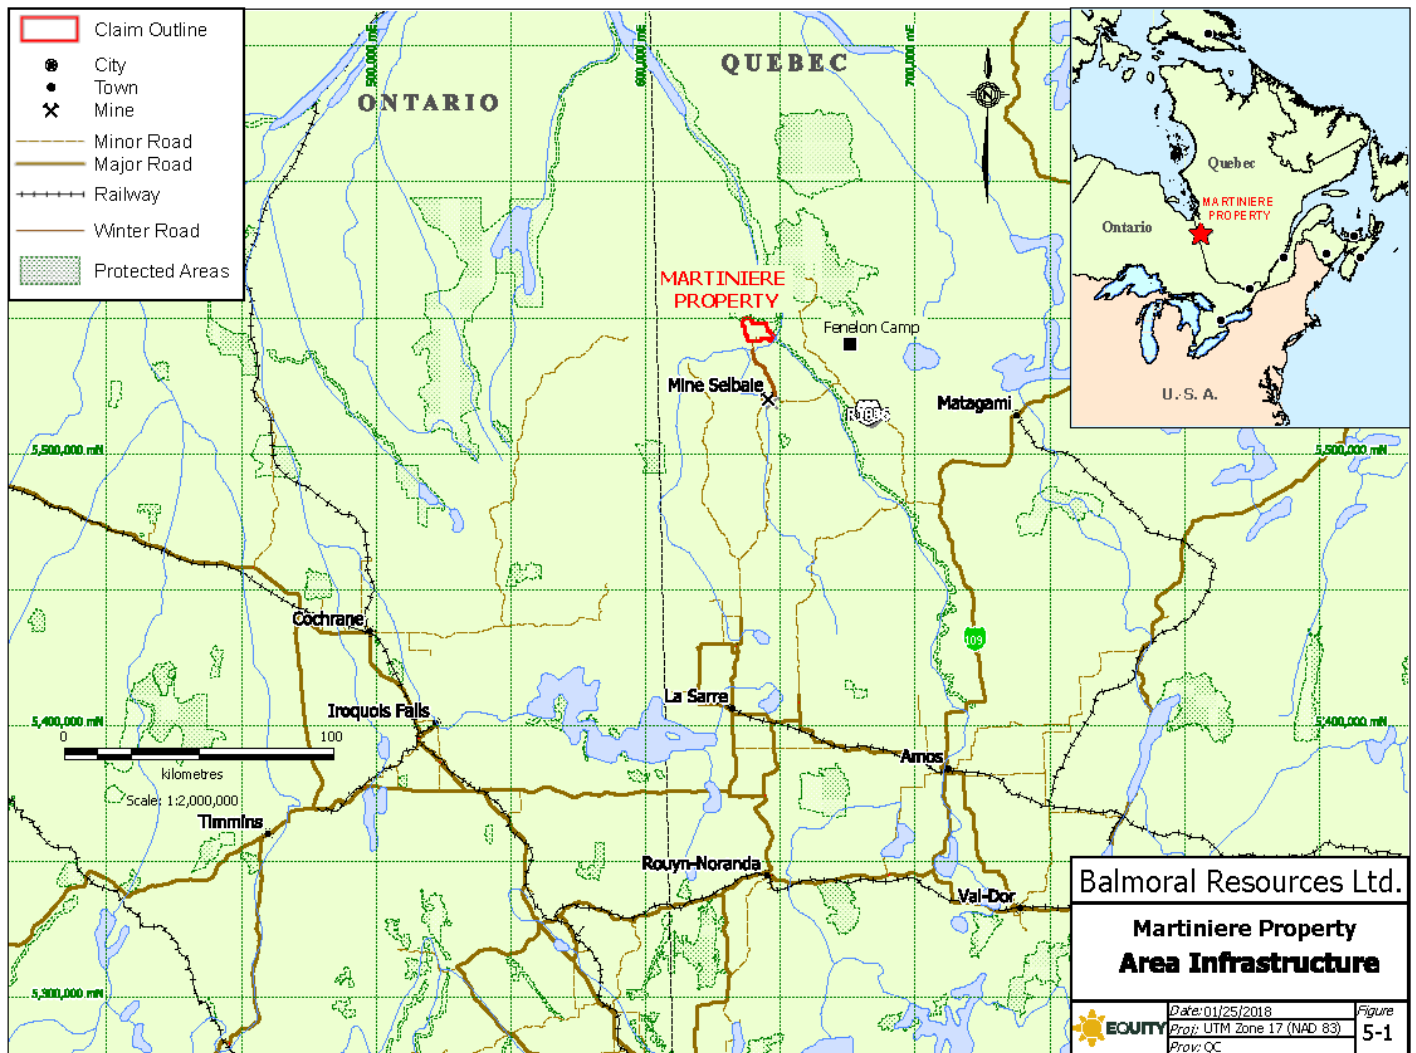 Claim Outline
City
Town
Mine
Minor Road
Major Road
Railway
Winter Road
Protected Areas
500,000 mE
600,000 mE
700,000 mE
ONTARIO
QUEBEC
N
MARTINIERE
PROPERTY
Fenelon Camp
Mine Selbaie
R1036
Matagami
5,500,000 mN
5,500,000 mN
Cochrane
109
La Sarre
Iroquois Falls
5,400,000 mN
5,400,000 mN
0
100
kilometres
Scale: 1:2,000,000
Amos
Timmins
Rouyn-Noranda
Val-Dor
5,300,000 mN
Quebec
MARTINIERE
PROPERTY
Ontario
U.S.A.
Balmoral Resources Ltd.
Martiniere Property
Area Infrastructure
EQUITY
Date: 01/25/2018
Proj: UTM Zone 17 (NAD 83)
Prov: QC
Figure
5-1